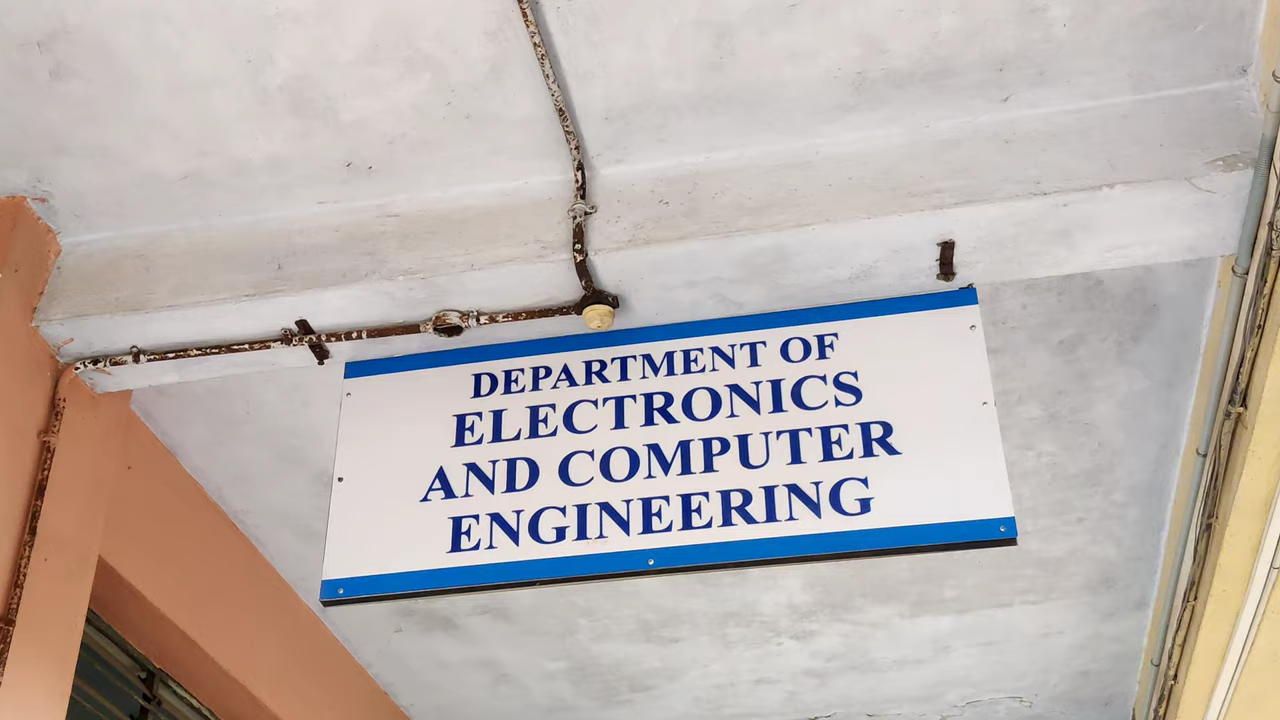 DEPARTMENT OF
ELECTRONICS
AND COMPUTER
ENGINEERING